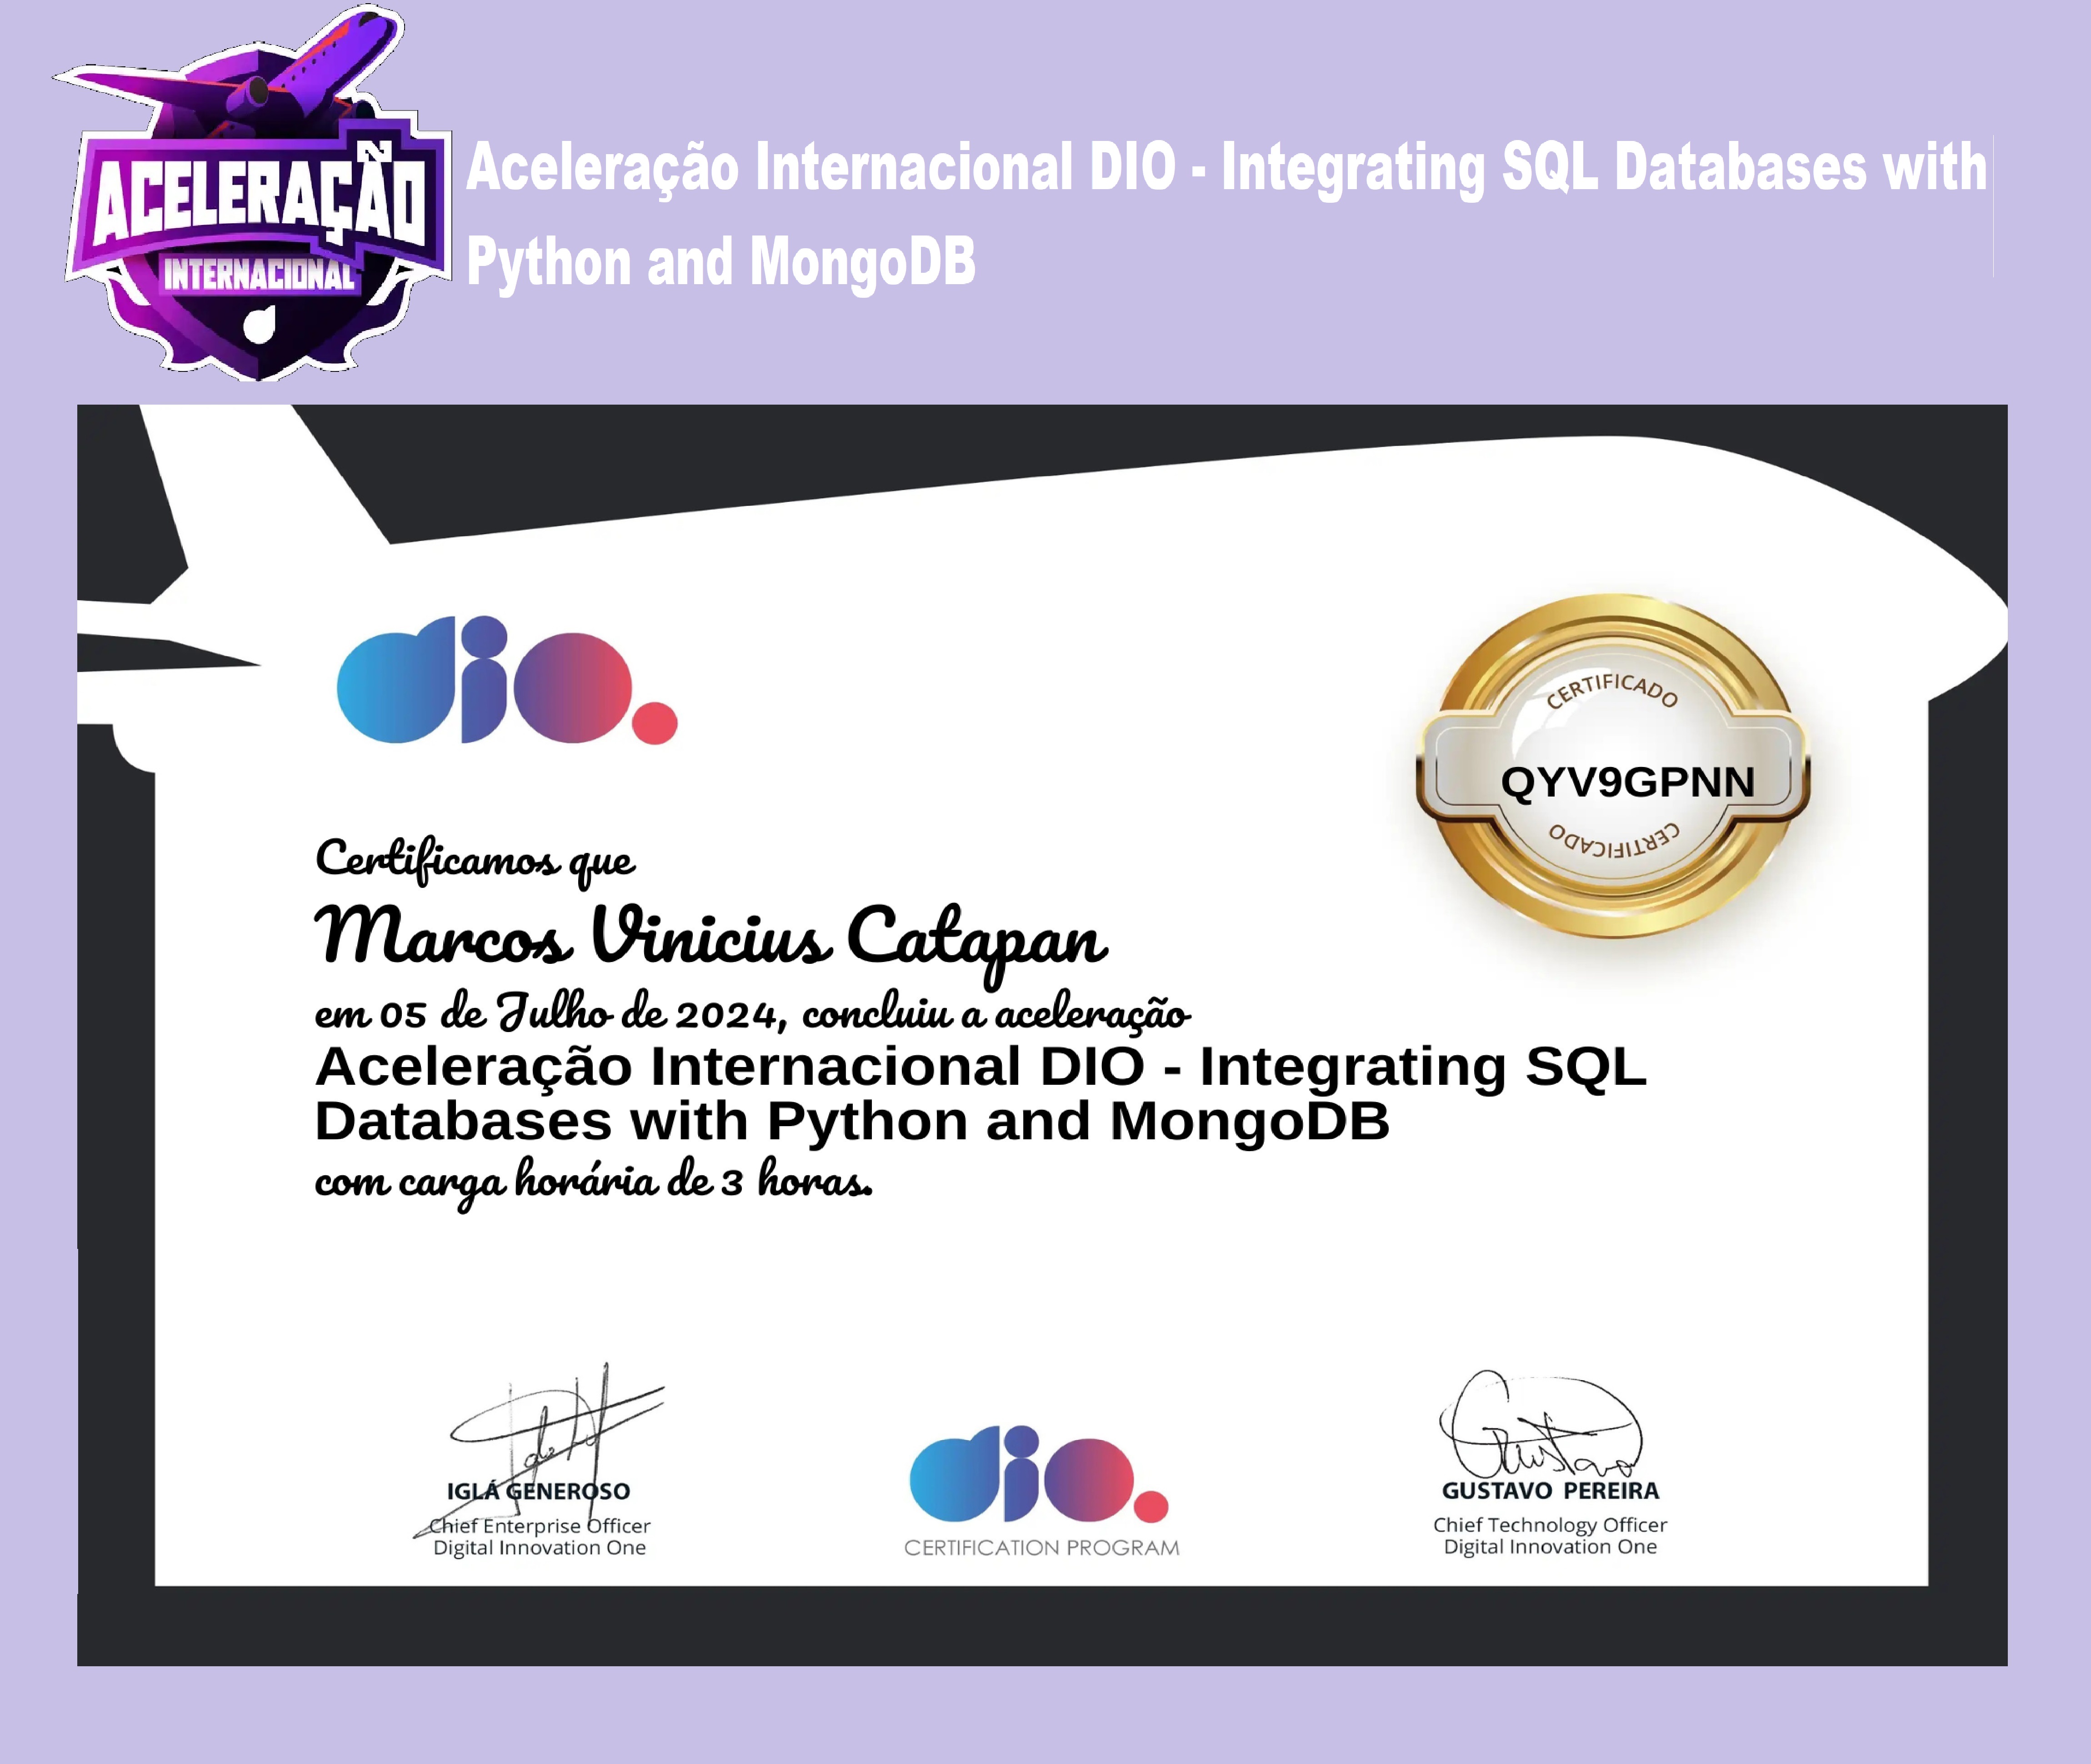 ACELERAÇÃO
INTERNACIONAL
Aceleração Internacional DIO - Integrating SQL Databases with
Python and MongoDB
dio.
CERTIFICADO
QYV9GPNN
CERTIFICADO
Certificamos que
Marcos Vinicius Catapan
em 05 de Julho de 2024, concluiu a aceleração
Aceleração Internacional DIO - Integrating SQL
Databases with Python and MongoDB
com carga horária de 3 horas.
IGLÁ GENEROSO
Chief Enterprise Officer
Digital Innovation One
dio.
CERTIFICATION PROGRAM
Gustavo
GUSTAVO PEREIRA
Chief Technology Officer
Digital Innovation One